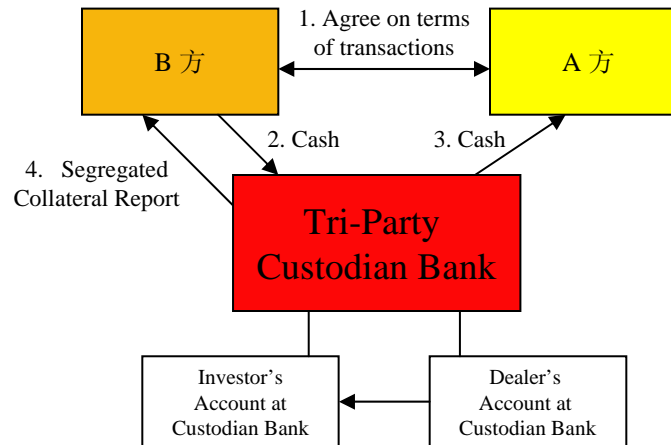 1. Agree on terms
of transactions
B 方
A 方
2. Cash
3. Cash
4. Segregated
Collateral Report
Tri-Party
Custodian Bank
Investor's
Account at
Custodian Bank
Dealer's
Account at
Custodian Bank